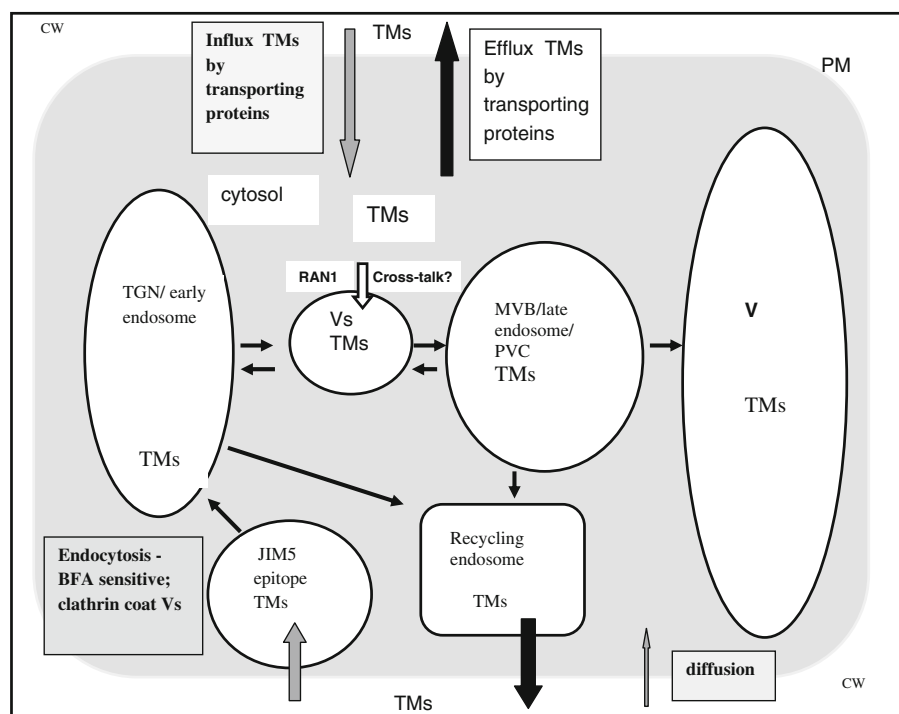 CW
Influx TMs
by
transporting
proteins
TMs
Efflux TMs
by
transporting
proteins
PM
cytosol
TMs
RAN1
Cross-talk?
TGN/ early
endosome
TMs
Vs
TMs
MVB/late
endosome/
PVC
TMs
V
TMs
Endocytosis -
BFA sensitive;
clathrin coat Vs
JIM5
epitope
TMs
Recycling
endosome
TMs
diffusion
TMs
CW